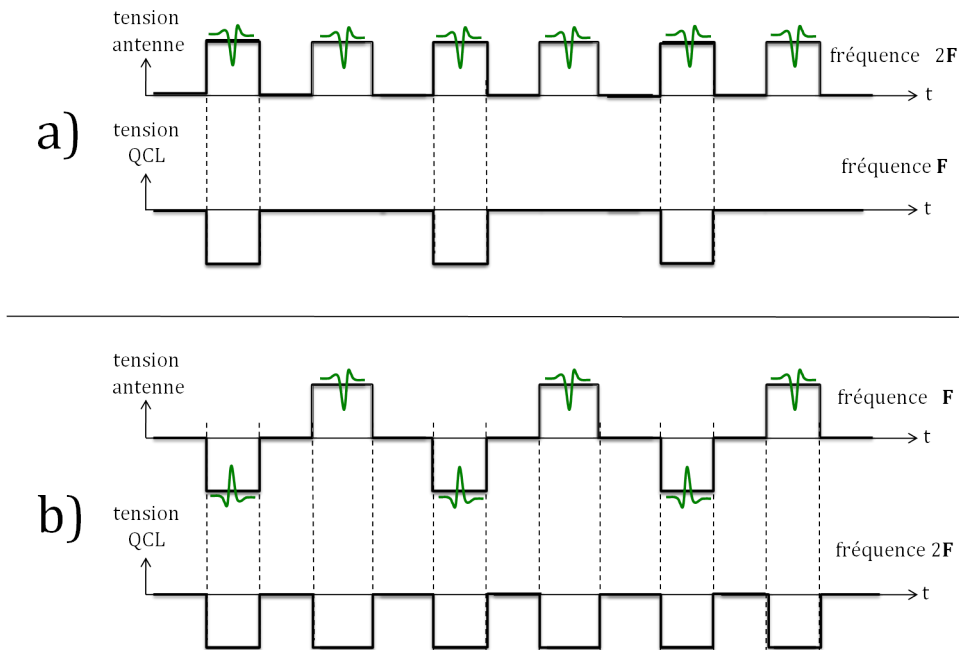 tension
antenne
fréquence 2F
t
a)
tension
QCL
fréquence F
t
tension
antenne
fréquence F
t
b)
tension
QCL
fréquence 2F
t